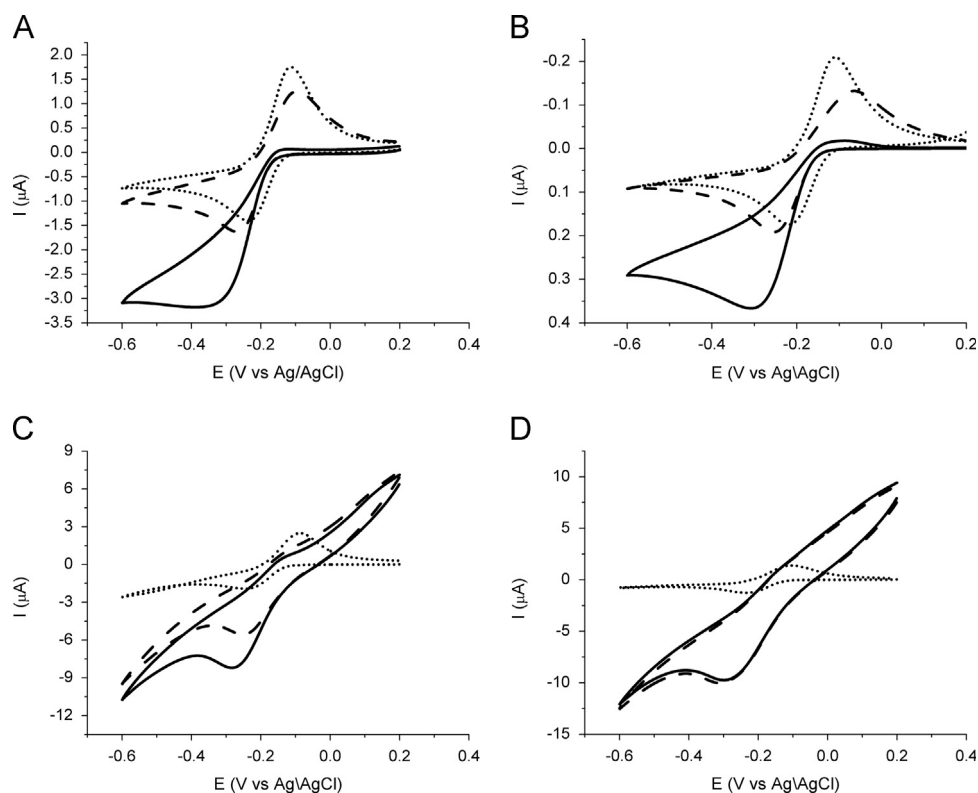 A
2.0
1.5
1.0
0.5
0.0
-0.5
-1.0
-1.5
-2.0
-2.5
-3.0
-3.5
I (μA)
-0.6 -0.4 -0.2 0.0 0.2 0.4
E (V vs Ag/AgCl)
B
-0.2
-0.1
0.0
0.1
0.2
0.3
0.4
I (μA)
-0.6 -0.4 -0.2 0.0 0.2
E (V vs Ag\AgCl)
C
9
6
3
0
-3
-6
-9
-12
I (μA)
-0.6 -0.4 -0.2 0.0 0.2 0.4
E (V vs Ag\AgCl)
D
10
5
0
-5
-10
-15
I (μA)
-0.6 -0.4 -0.2 0.0 0.2 0.4
E (V vs Ag\AgCl)